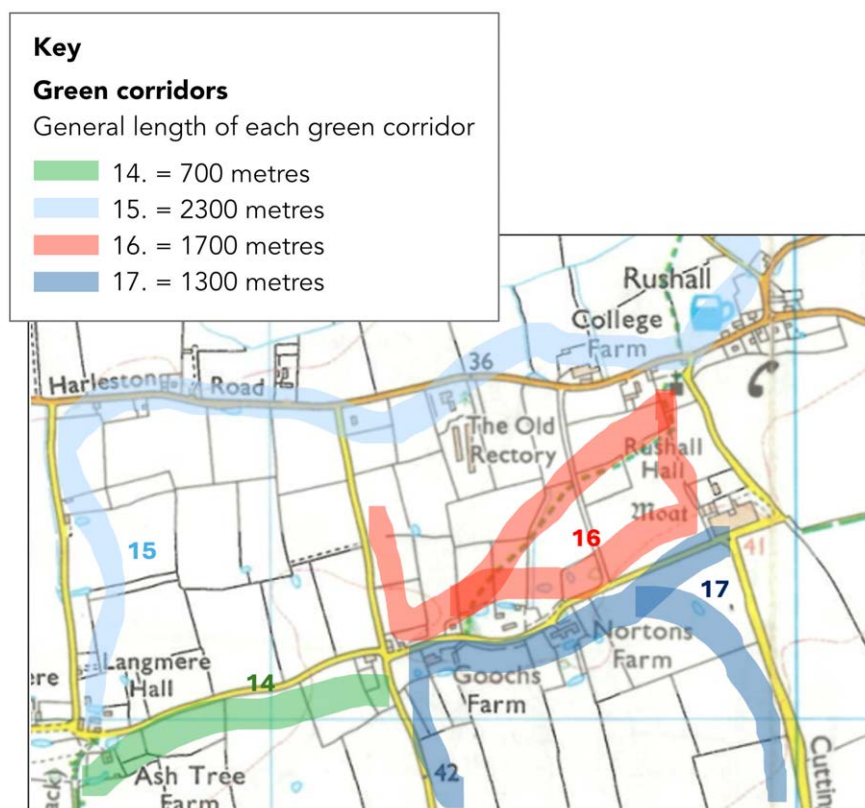 Key
Green corridors
General length of each green corridor
14. = 700 metres
15. = 2300 metres
16. = 1700 metres
17. = 1300 metres
Rushall
College
Farm
36
Harleston
Road
The Old
Rectory
Rushall
Hall
Moat
16
15
41
17
Nortons
Farm
Langmere
Hall
14
Goochs
Farm
42
Ash Tree
Farm